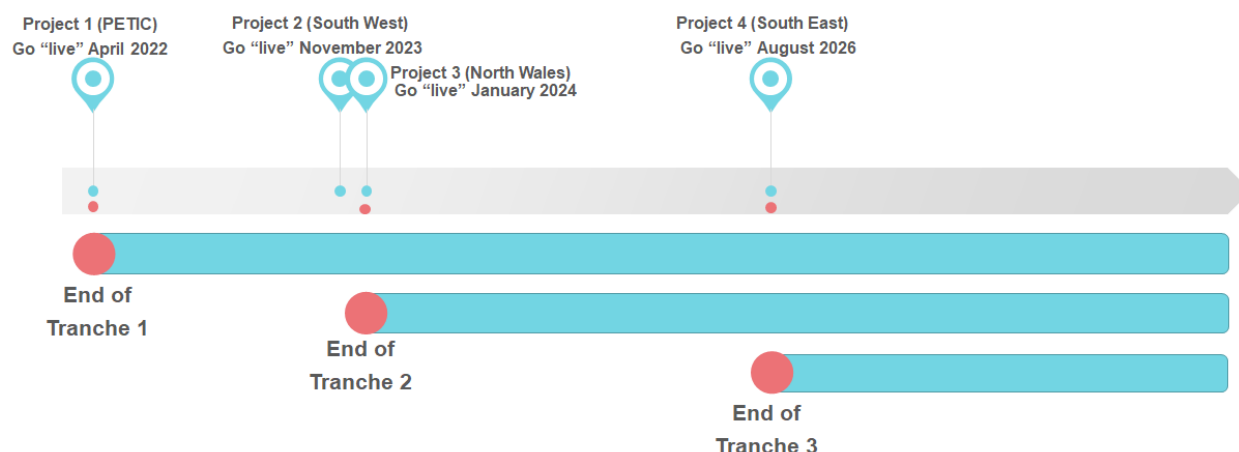 Project 1 (PETIC)
Go “live” April 2022
Project 2 (South West)
Go “live” November 2023
Project 3 (North Wales)
Go “live” January 2024
Project 4 (South East)
Go “live” August 2026
End of
Tranche 1
End of
Tranche 2
End of
Tranche 3